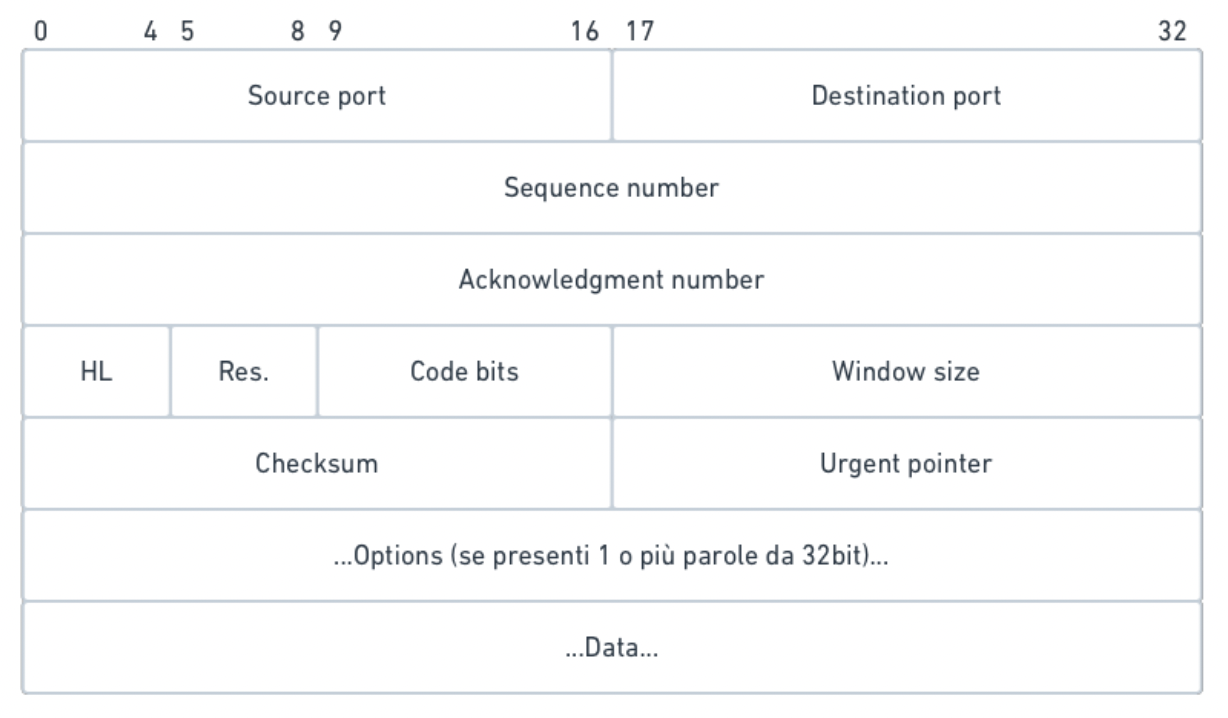 0 4 5 8 9 16 17 32
Source port Destination port
Sequence number
Acknowledgment number
HL Res. Code bits Window size
Checksum Urgent pointer
...Options (se presenti 1 o più parole da 32bit)...
...Data...